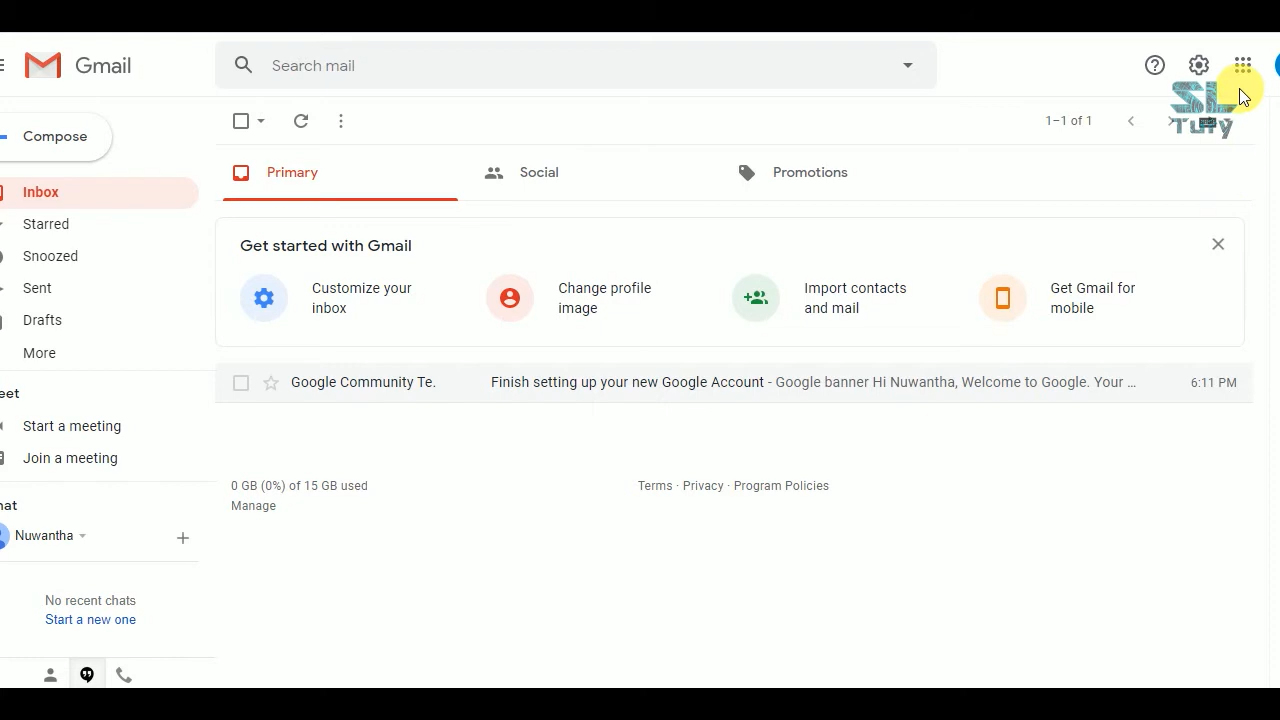 Gmail
Search mail
SL
Tufy
Compose
1–1 of 1
Inbox
Primary
Social
Promotions
Starred
Snoozed
Sent
Drafts
More
Get started with Gmail
Customize your
inbox
Change profile
image
Import contacts
and mail
Get Gmail for
mobile
Google Community Te. Finish setting up your new Google Account - Google banner Hi Nuwantha, Welcome to Google. Your ... 6:11 PM
eet
Start a meeting
Join a meeting
0 GB (0%) of 15 GB used
Manage
Terms · Privacy · Program Policies
hat
Nuwantha
No recent chats
Start a new one